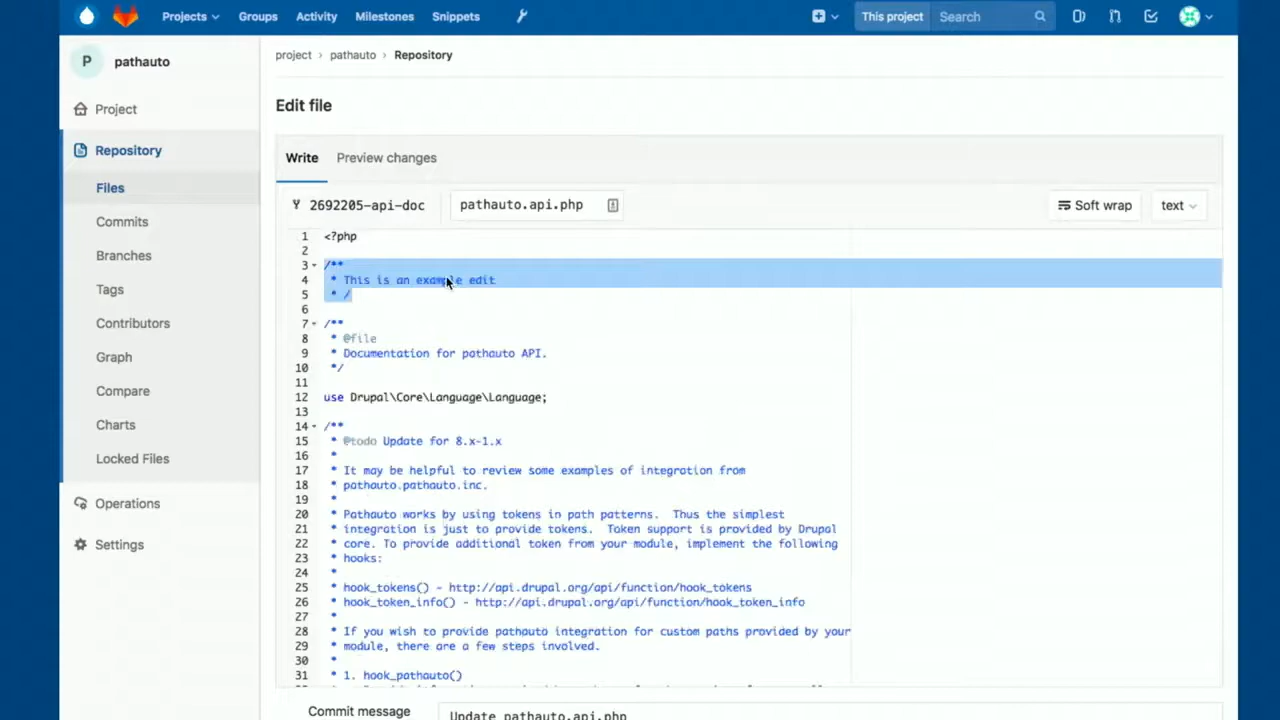 Projects Groups Activity Milestones Snippets This project Search
P pathauto
Project
Repository
Files
Commits
Branches
Tags
Contributors
Graph
Compare
Charts
Locked Files
Operations
Settings
project › pathauto › Repository
Edit file
Write Preview changes
2692205-api-doc pathauto.api.php Soft wrap text
1 <?php
2
3 /**
4 * This is an example edit
5 * /
6
7 /**
8 * @file
9 * Documentation for pathauto API.
10 */
11
12 use Drupal\Core\Language\Language;
13
14 /**
15 * @todo Update for 8.x-1.x
16 *
17 * It may be helpful to review some examples of integration from
18 * pathauto.pathauto.inc.
19 *
20 * Pathauto works by using tokens in path patterns.  Thus the simplest
21 * integration is just to provide tokens.  Token support is provided by Drupal
22 * core. To provide additional token from your module, implement the following
23 * hooks:
24 *
25 * hook_tokens() - http://api.drupal.org/api/function/hook_tokens
26 * hook_token_info() - http://api.drupal.org/api/function/hook_token_info
27 *
28 * If you wish to provide pathauto integration for custom paths provided by your
29 * module, there are a few steps involved.
30 *
31 * 1. hook_pathauto()
Commit message Update pathauto.api.php